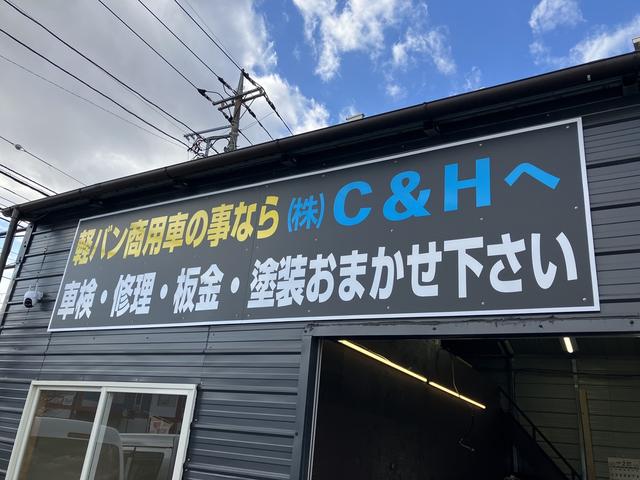 軽バン商用車の事なら㈱C&Hへ
車検・修理・板金・塗装おまかせ下さい